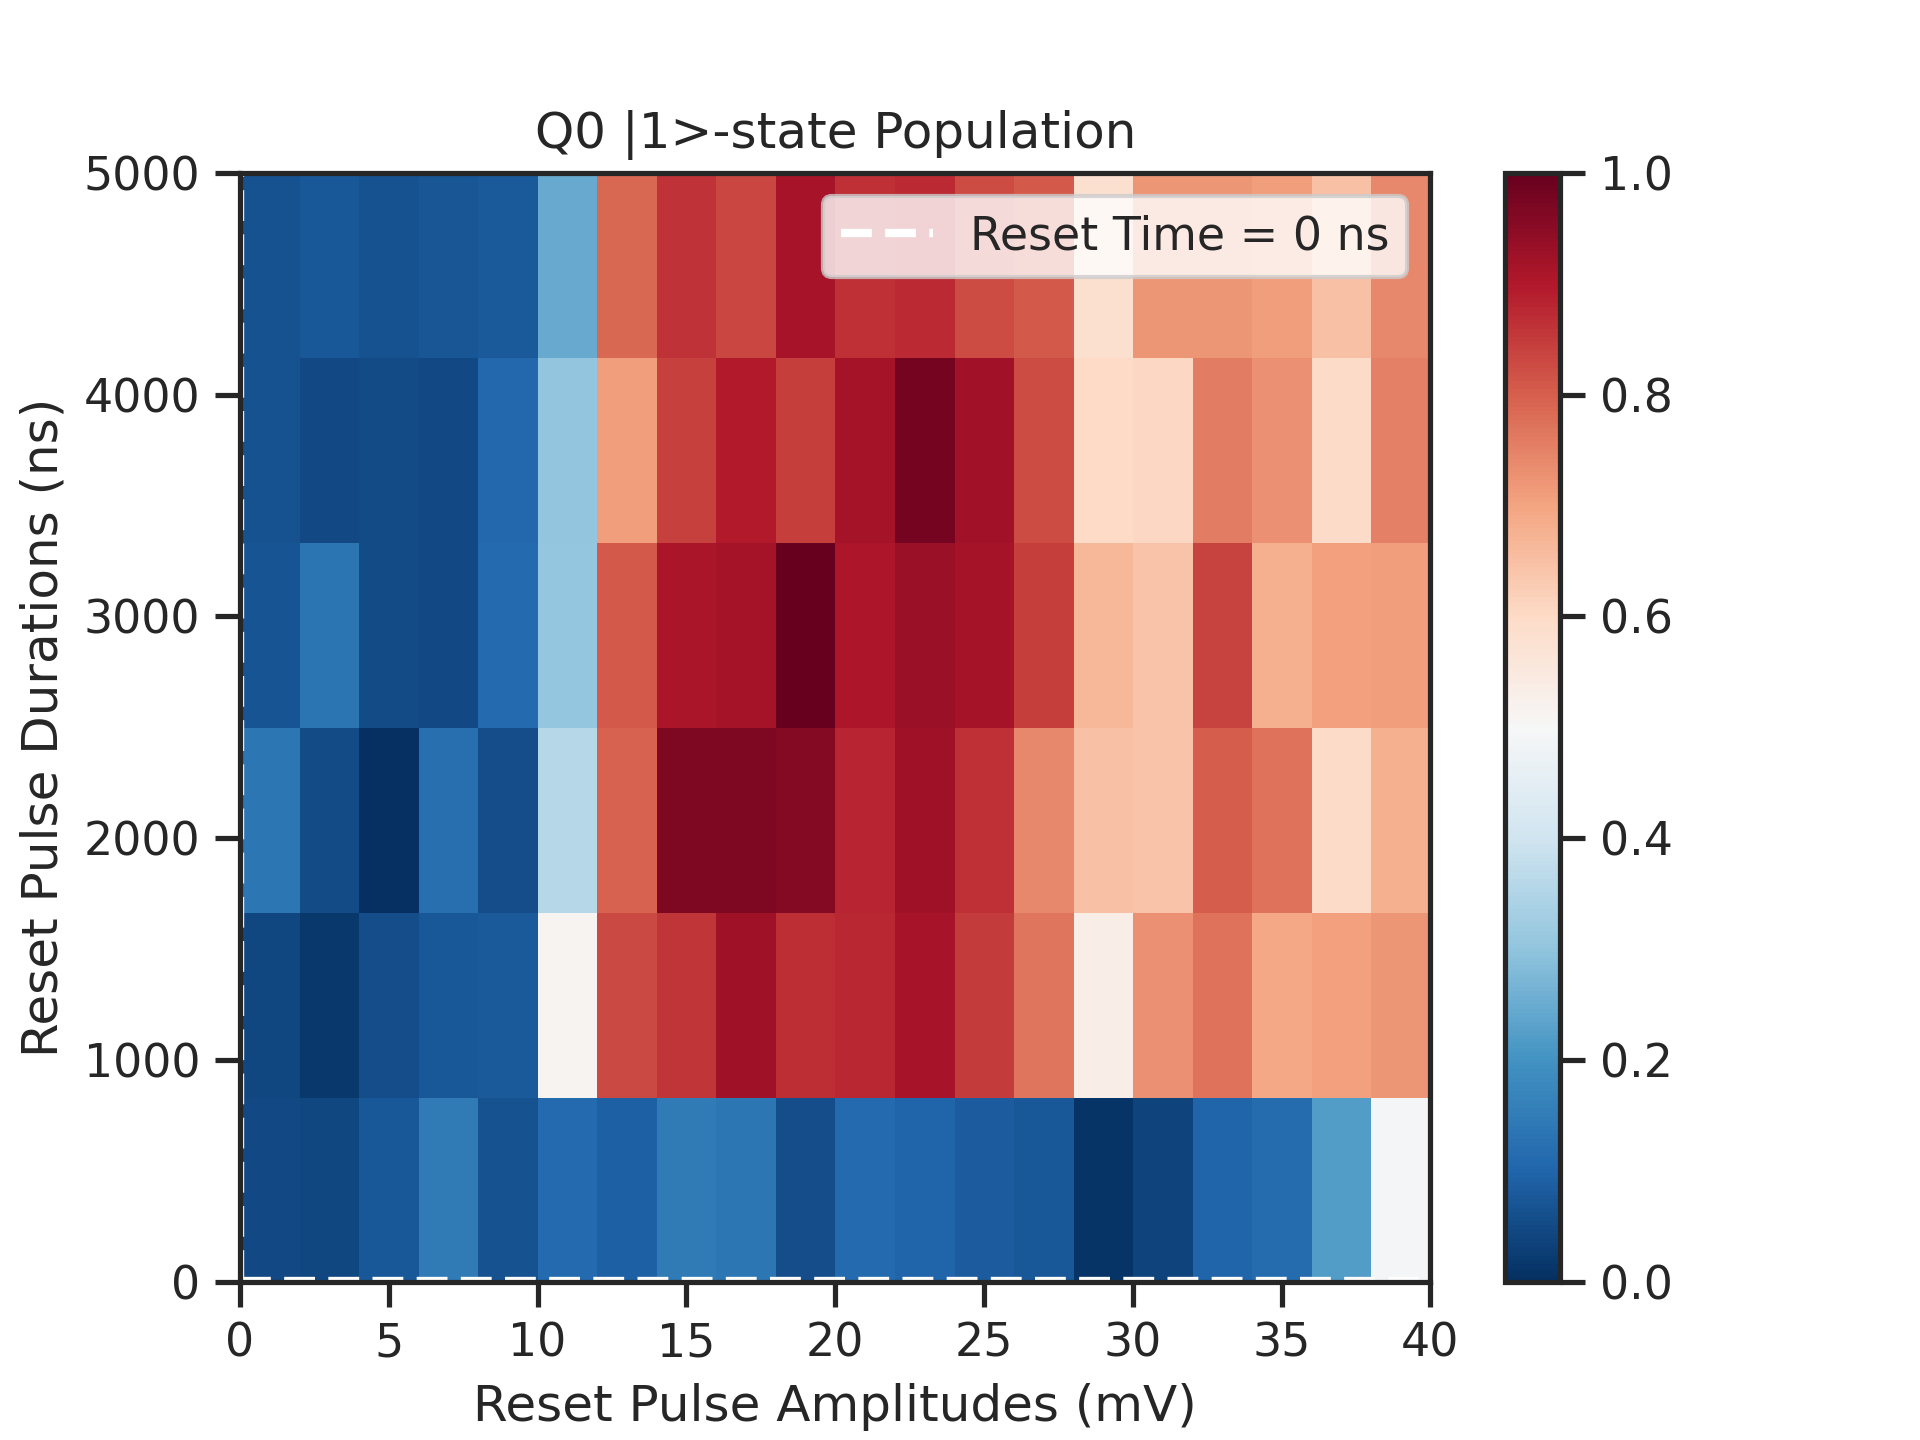 Q0 |1>-state Population
Reset Time = 0 ns
Reset Pulse Durations (ns)
5000
4000
3000
2000
1000
0
0 5 10 15 20 25 30 35 40
Reset Pulse Amplitudes (mV)
1.0
0.8
0.6
0.4
0.2
0.0